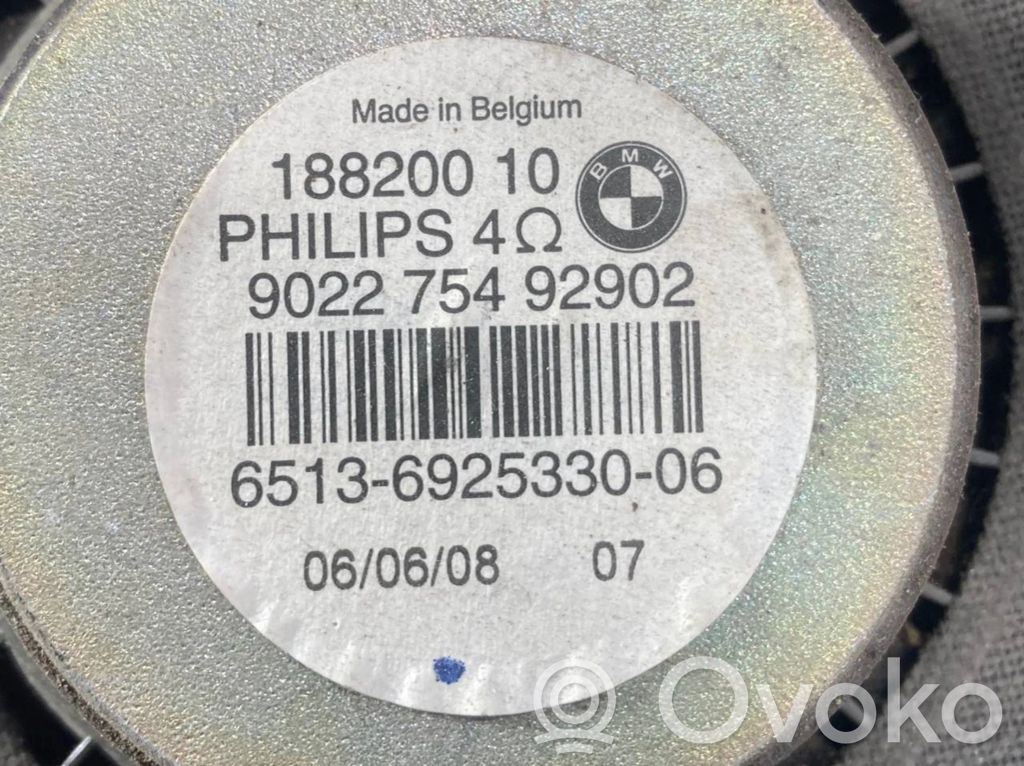 Made in Belgium
188200 10
BMW
PHILIPS 4Ω
9022 754 92902
6513-6925330-06
06/06/08 07
Ovoko